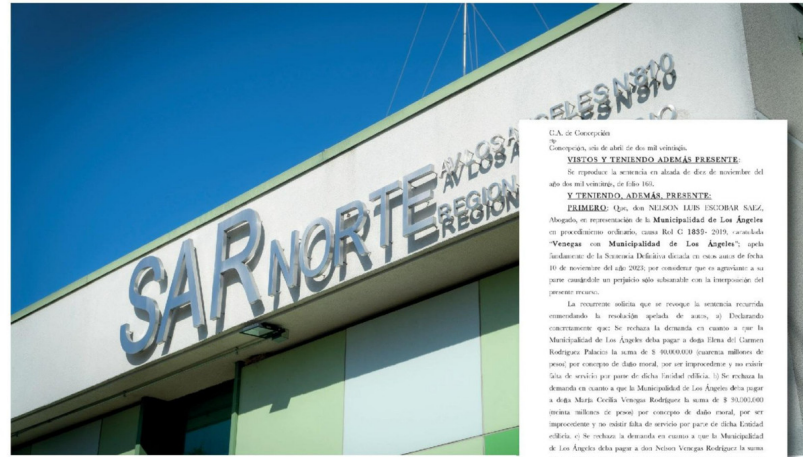 SAR NORTE
AV LOS ANGELES N°810
REGION
C.A. de Concepción
Concepción, seis de abril de dos mil veintiséis.
VISTOS Y TENIENDO ADEMÁS PRESENTE:
Se reproduce la sentencia en alzada de diez de noviembre del
año dos mil veintitrés, de folio 160.
Y TENIENDO, ADEMÁS, PRESENTE:
PRIMERO: Que, don NELSON LUIS ESCOBAR SAEZ,
Abogado, en representación de la Municipalidad de Los Ángeles
en procedimiento ordinario, causa Rol C 1839- 2019, caratulada
"Venegas con Municipalidad de Los Ángeles"; apela
fundamente de la Sentencia Definitiva dictada en estos autos de fecha
10 de noviembre del año 2023; por considerar que es agraviante a su
parte causándole un perjuicio sólo subsanable con la interposición del
presente recurso.
La recurrente solicita que se revoque la sentencia recurrida
enmendando la resolución apelada de autos, a) Declarando
concretamente que: Se rechaza la demanda en cuanto a que la
Municipalidad de Los Ángeles deba pagar a doña Elena del Carmen
Rodríguez Palacios la suma de $ 40.000.000 (cuarenta millones de
pesos) por concepto de daño moral, por ser improcedente y no existir
falta de servicio por parte de dicha Entidad edilicia. b) Se rechaza la
demanda en cuanto a que la Municipalidad de Los Ángeles deba pagar
a doña María Cecilia Venegas Rodríguez la suma de $ 30.000.000
(treinta millones de pesos) por concepto de daño moral, por ser
improcedente y no existir falta de servicio por parte de dicha Entidad
edilicia. c) Se rechaza la demanda en cuanto a que la Municipalidad
de Los Ángeles deba pagar a don Nelson Venegas Rodríguez la suma